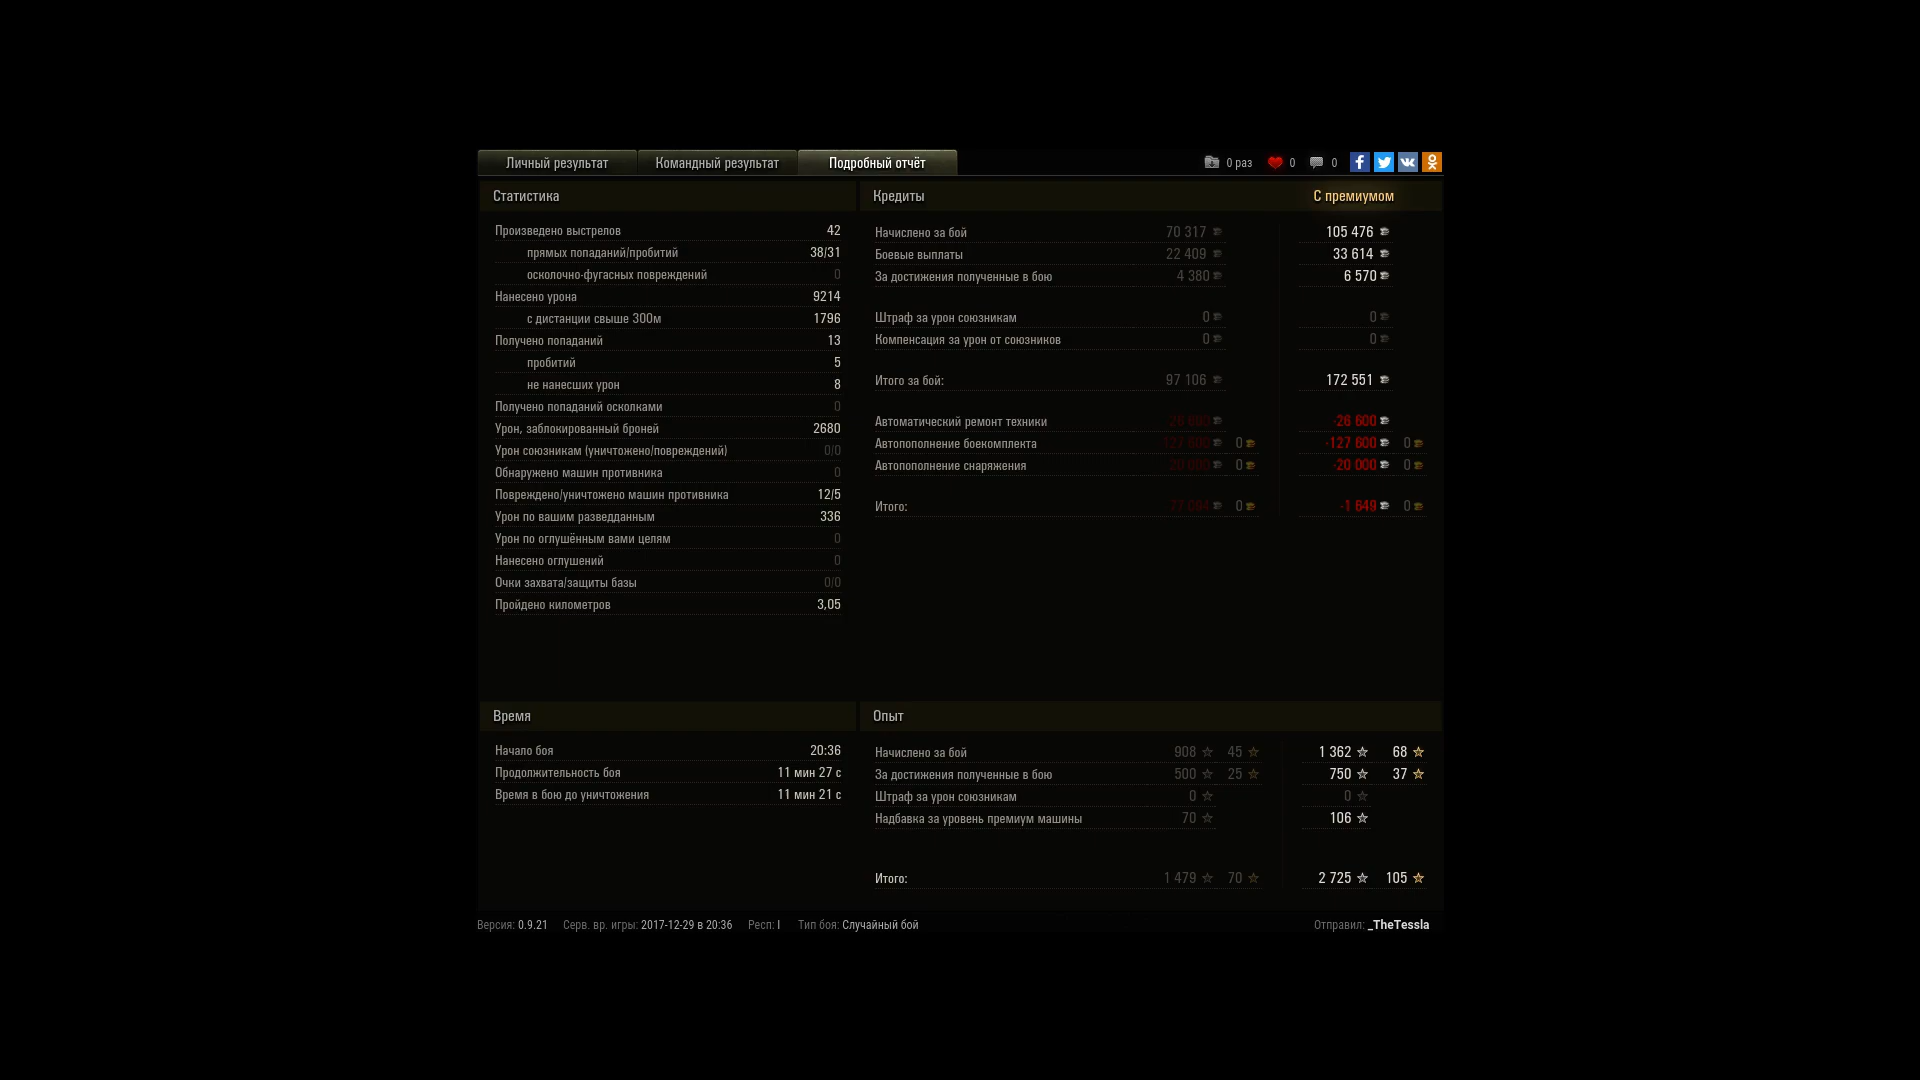 Личный результат Командный результат Подробный отчёт 0 раз 0 0
Статистика
Произведено выстрелов 42
прямых попаданий/пробитий 38/31
осколочно-фугасных повреждений 0
Нанесено урона 9214
с дистанции свыше 300м 1796
Получено попаданий 13
пробитий 5
не нанесших урон 8
Получено попаданий осколками 0
Урон, заблокированный броней 2680
Урон союзникам (уничтожено/повреждений) 0/0
Обнаружено машин противника 0
Повреждено/уничтожено машин противника 12/5
Урон по вашим разведданным 336
Урон по оглушённым вами целям 0
Нанесено оглушений 0
Очки захвата/защиты базы 0/0
Пройдено километров 3,05
Кредиты С премиумом
Начислено за бой 70 317 105 476
Боевые выплаты 22 409 33 614
За достижения полученные в бою 4 380 6 570
Штраф за урон союзникам 0 0
Компенсация за урон от союзников 0 0
Итого за бой: 97 106 172 551
Автоматический ремонт техники -26 600
Автопополнение боекомплекта 0 -127 600 0
Автопополнение снаряжения 0 -20 000 0
Итого: 0 -1 649 0
Время
Начало боя 20:36
Продолжительность боя 11 мин 27 с
Время в бою до уничтожения 11 мин 21 с
Опыт
Начислено за бой 908 45 1 362 68
За достижения полученные в бою 500 25 750 37
Штраф за урон союзникам 0 0
Надбавка за уровень премиум машины 70 106
Итого: 1 479 70 2 725 105
Версия: 0.9.21 Серв. вр. игры: 2017-12-29 в 20:36 Респ: I Тип боя: Случайный бой Отправил: _TheTessla